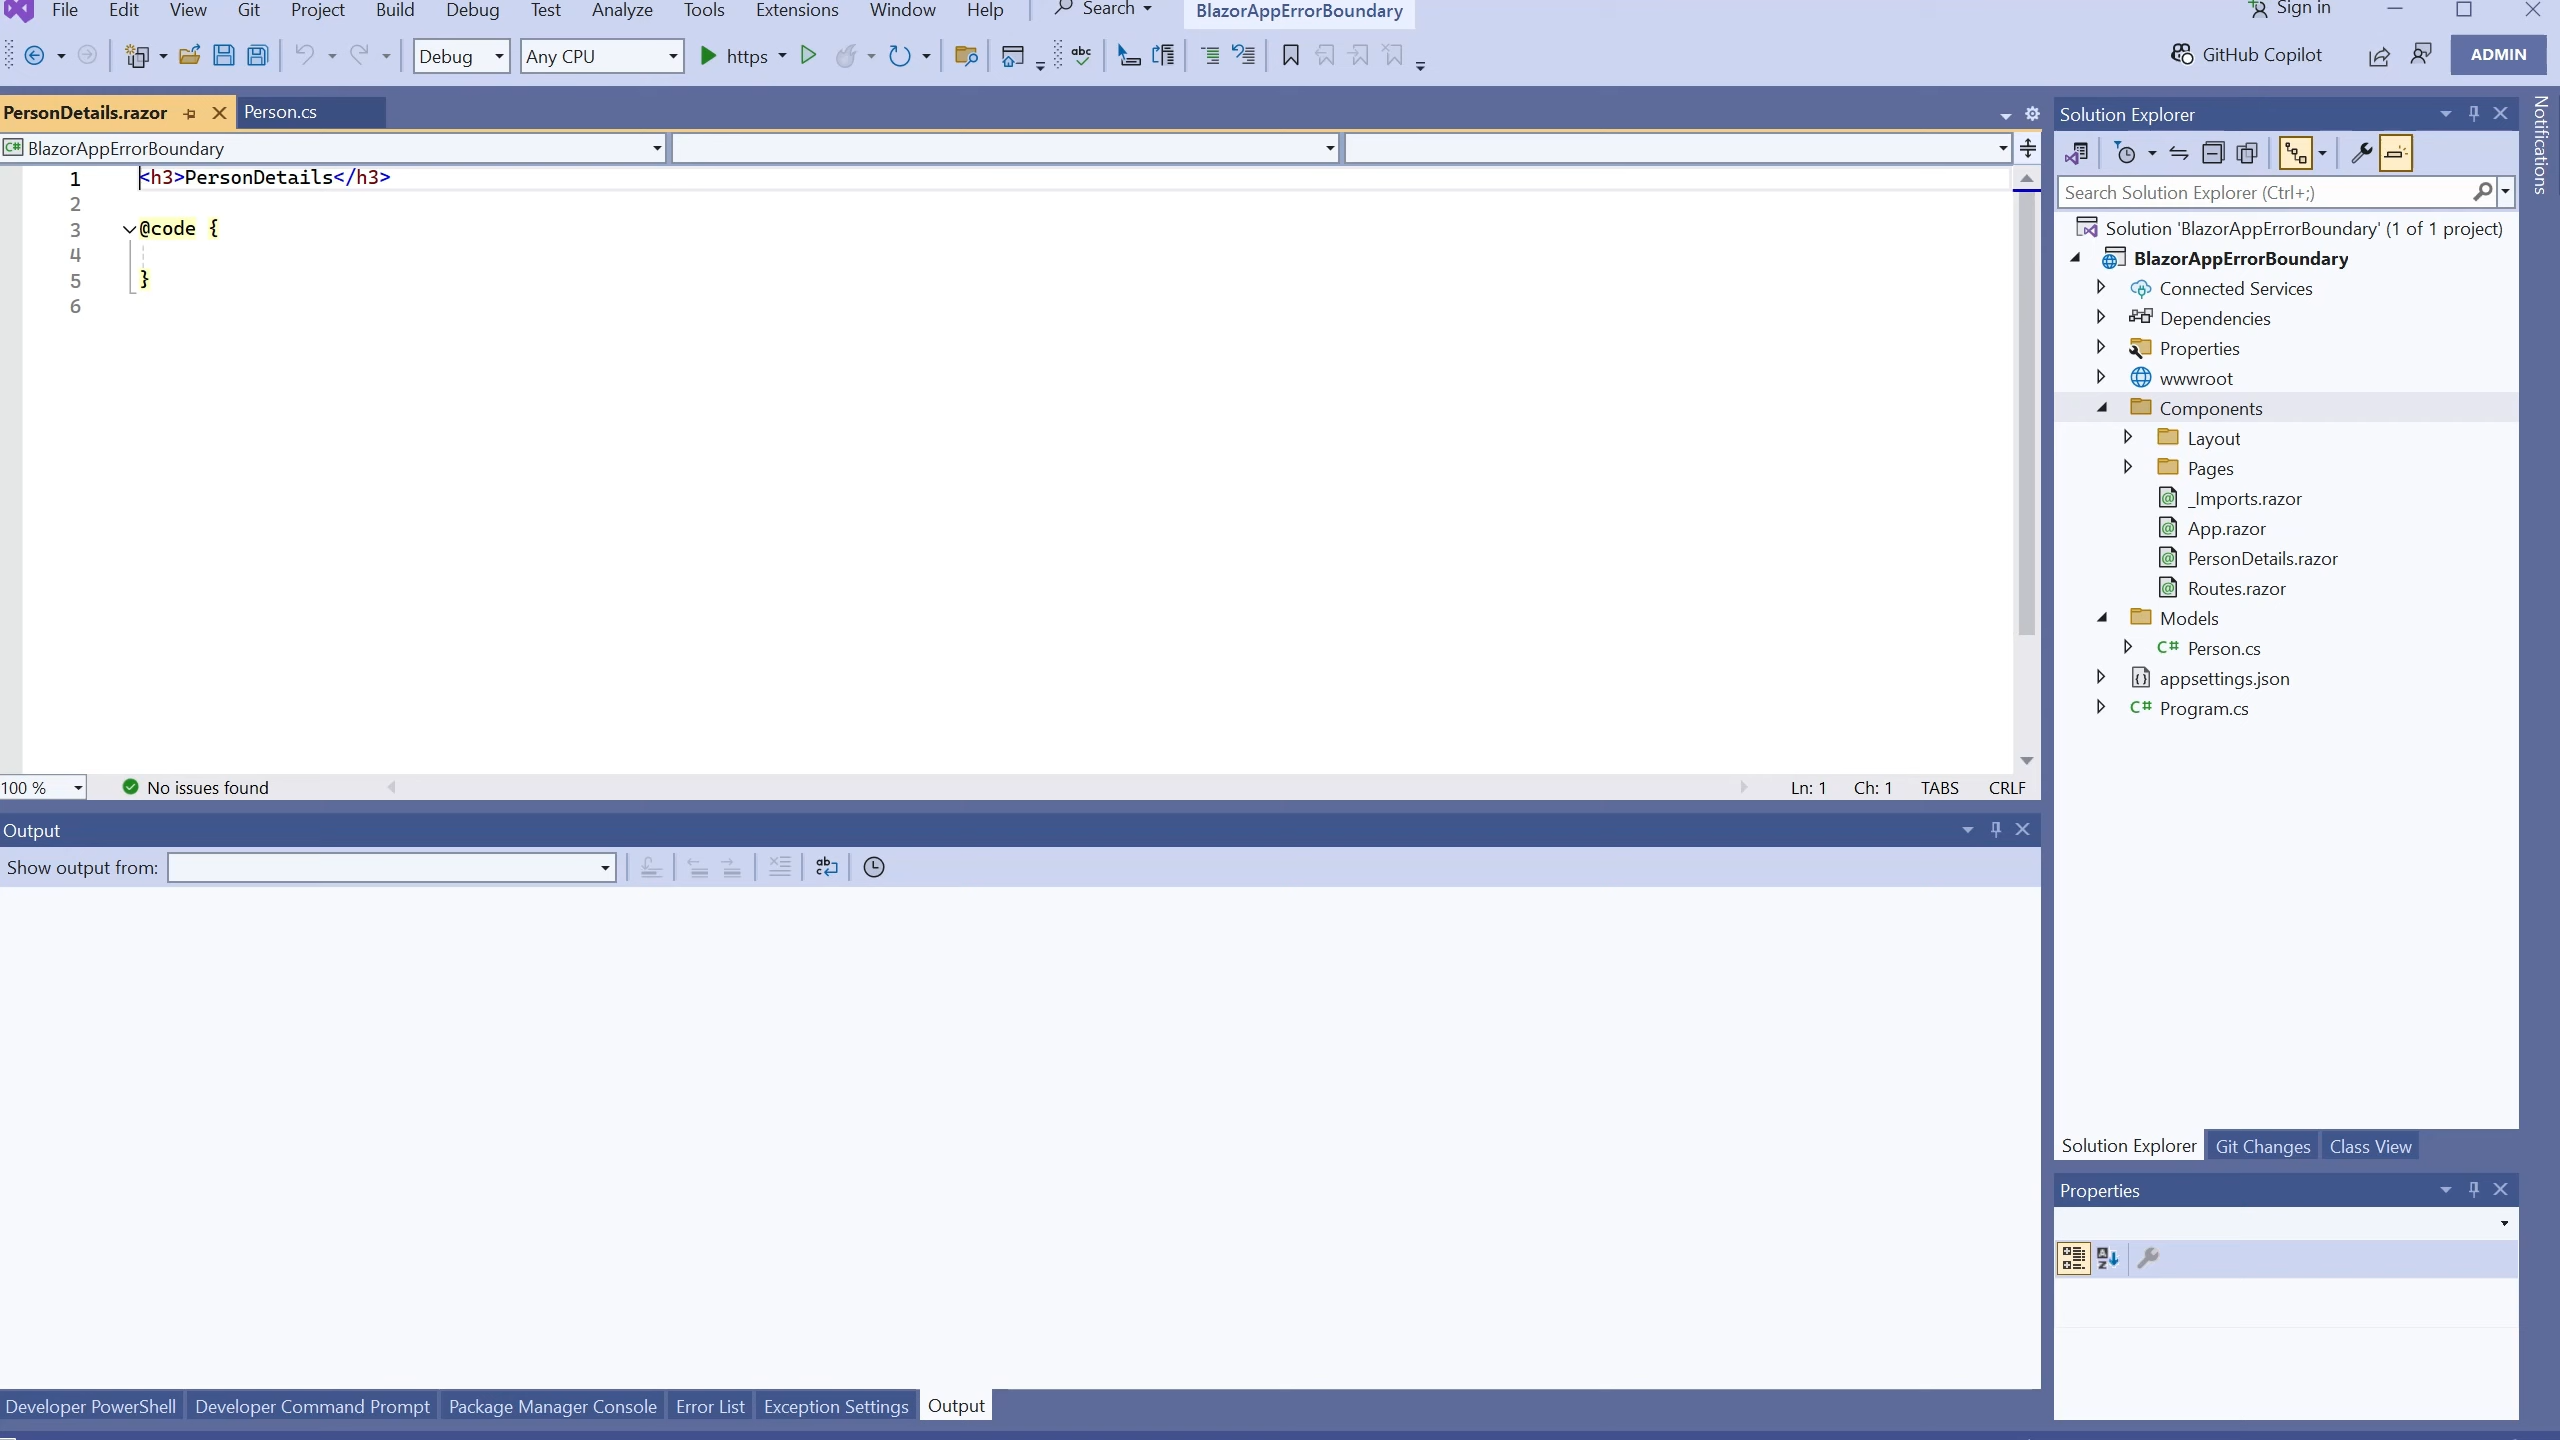 File Edit View Git Project Build Debug Test Analyze Tools Extensions Window Help Search BlazorAppErrorBoundary Sign in
Debug Any CPU https GitHub Copilot ADMIN
PersonDetails.razor Person.cs
BlazorAppErrorBoundary
1 <h3>PersonDetails</h3>
2
3 @code {
4
5 }
6
100 % No issues found Ln: 1 Ch: 1 TABS CRLF
Output
Show output from:
Developer PowerShell Developer Command Prompt Package Manager Console Error List Exception Settings Output
Solution Explorer
Search Solution Explorer (Ctrl+;)
Solution 'BlazorAppErrorBoundary' (1 of 1 project)
BlazorAppErrorBoundary
Connected Services
Dependencies
Properties
wwwroot
Components
Layout
Pages
_Imports.razor
App.razor
PersonDetails.razor
Routes.razor
Models
C# Person.cs
appsettings.json
C# Program.cs
Solution Explorer Git Changes Class View
Properties
Notifications